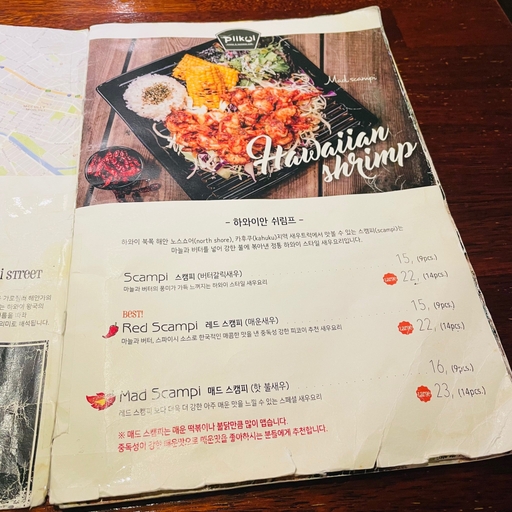 Pilkui
Mad scampi
Hawaiian
shrimp
- 하와이안 쉬림프 -
하와이 북쪽 해안 노스쇼어(north shore), 카후쿠(kahuku)지역 새우트럭에서 맛볼 수 있는 스캠피(scampi)는
마늘과 버터를 넣어 강한 불에 볶아낸 정통 하와이 스타일 새우요리입니다.
Scampi 스캠피 (버터갈릭새우) 15, (9pcs.)
마늘과 버터의 풍미가 가득 느껴지는 하와이 스타일 새우요리 22, (14pcs.)
BEST!
Red Scampi 레드 스캠피 (매운새우) 15, (9pcs.)
마늘과 버터, 스파이시 소스로 한국적인 매콤한 맛을 낸 중독성 강한 피코이 추천 새우요리 22, (14pcs.)
Mad Scampi 매드 스캠피 (핫 불새우) 16, (9pcs.)
레드 스캠피 보다 더욱 더 강한 아주 매운 맛을 느낄 수 있는 스페셜 새우요리 23, (14pcs.)
※ 매드 스캠피는 매운 떡볶이나 불닭만큼 많이 맵습니다.
중독성이 강한 매운맛으로 매운맛을 좋아하시는 분들에게 추천합니다.
STREET